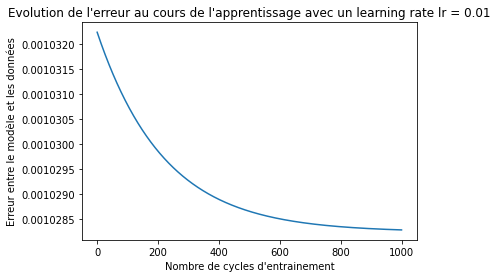 Evolution de l'erreur au cours de l'apprentissage avec un learning rate lr = 0.01
Erreur entre le modèle et les données
0.0010320
0.0010315
0.0010310
0.0010305
0.0010300
0.0010295
0.0010290
0.0010285
0 200 400 600 800 1000
Nombre de cycles d'entrainement